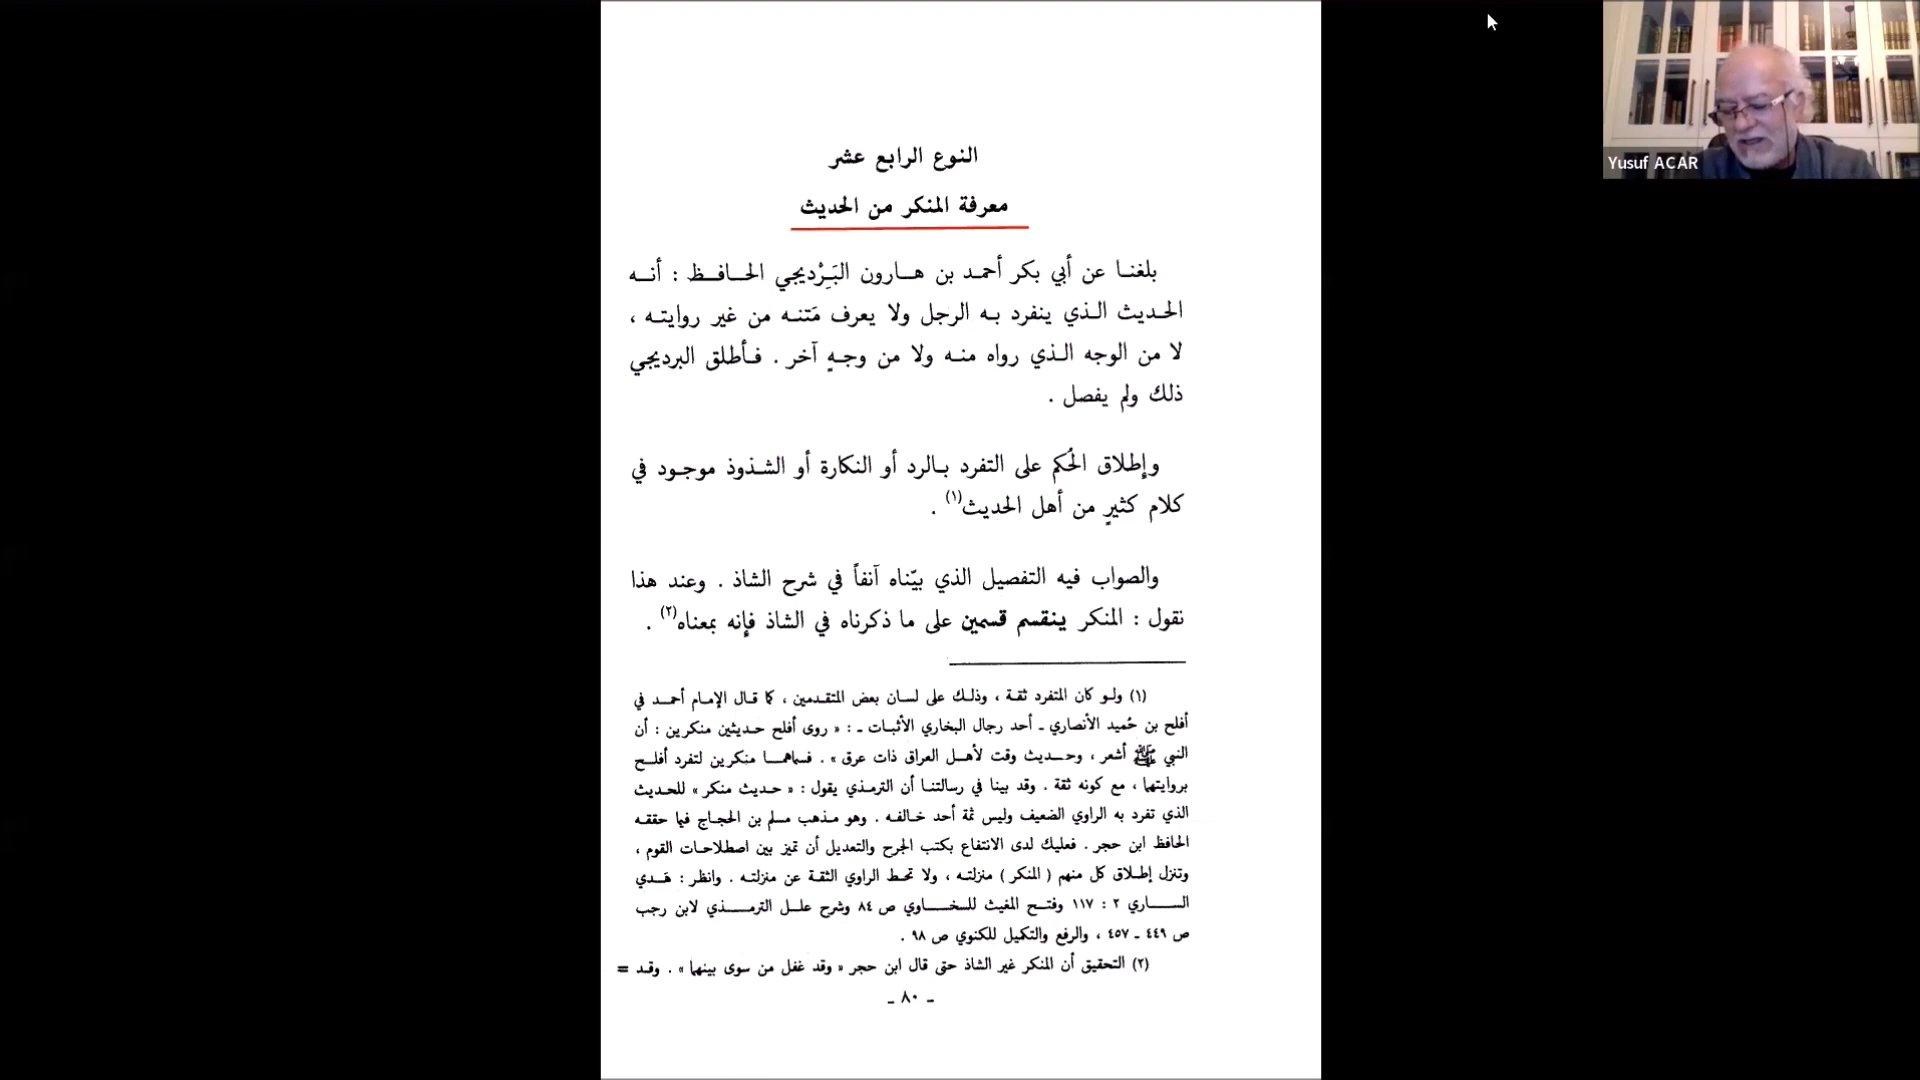 النوع الرابع عشر
معرفة المنكر من الحديث
بلغنا عن أبي بكر أحمد بن هارون البَرْدِيجي الحافظ : أنه
الحديث الذي ينفرد به الرجل ولا يعرف مَتنه من غير روايته ،
لا من الوجه الذي رواه منه ولا من وجهٍ آخر . فأطلق البرديجي
ذلك ولم يفصل .
وإطلاق الحُكم على التفرد بالرد أو النكارة أو الشذوذ موجود في
كلام كثيرٍ من أهل الحديث(١) .
والصواب فيه التفصيل الذي بيّناه آنفاً في شرح الشاذ . وعند هذا
نقول : المنكر ينقسم قسمين على ما ذكرناه في الشاذ فإنه بمعناه(٢) .
(١) ولو كان المتفرد ثقة ، وذلك على لسان بعض المتقدمين ، كما قال الإمام أحمد في
أفلح بن حُميد الأنصاري ـ أحد رجال البخاري الأثبات ـ : « روى أفلح حديثين منكرين : أن
النبي ﷺ أشعر ، وحديث وقت لأهل العراق ذات عرق » . فسماهما منكرين لتفرد أفلح
بروايتهما ، مع كونه ثقة . وقد بينا في رسالتنا أن الترمذي يقول : « حديث منكر » للحديث
الذي تفرد به الراوي الضعيف وليس ثمة أحد خالفه . وهو مذهب مسلم بن الحجاج فيما حققه
الحافظ ابن حجر . فعليك لدى الانتفاع بكتب الجرح والتعديل أن تميز بين اصطلاحات القوم ،
وتنزل إطلاق كل منهم ( المنكر ) منزلته ، ولا تحط الراوي الثقة عن منزلته . وانظر : هَدي
الساري ٢ : ١١٧ وفتح المغيث للسخاوي ص ٨٤ وشرح علل الترمذي لابن رجب
ص ٤٤٩ ـ ٤٥٧ ، والرفع والتكميل للكنوي ص ٩٨ .
(٢) التحقيق أن المنكر غير الشاذ حتى قال ابن حجر « وقد غفل من سوى بينهما » . وقد =
ـ ٨٠ ـ
Yusuf ACAR